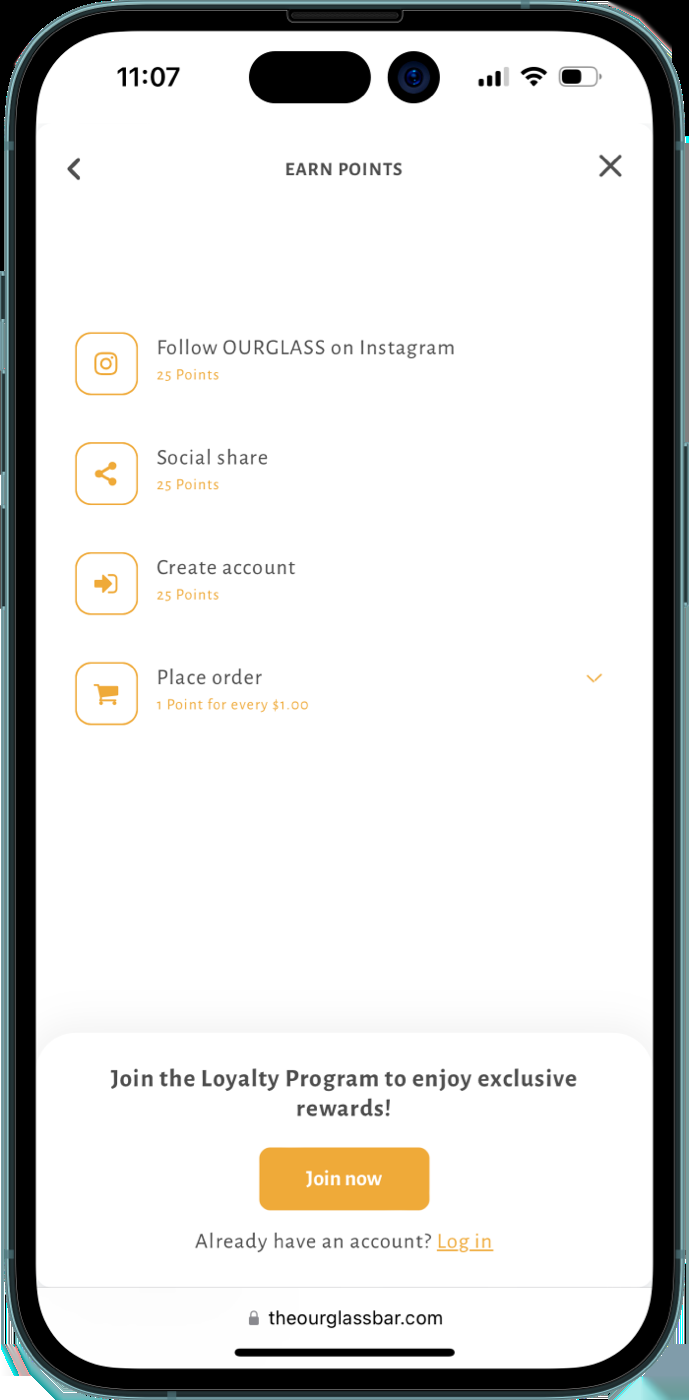 11:07
EARN POINTS
Follow OURGLASS on Instagram
25 Points
Social share
25 Points
Create account
25 Points
Place order
1 Point for every $1.00
Join the Loyalty Program to enjoy exclusive
rewards!
Join now
Already have an account? Log in
theourglassbar.com